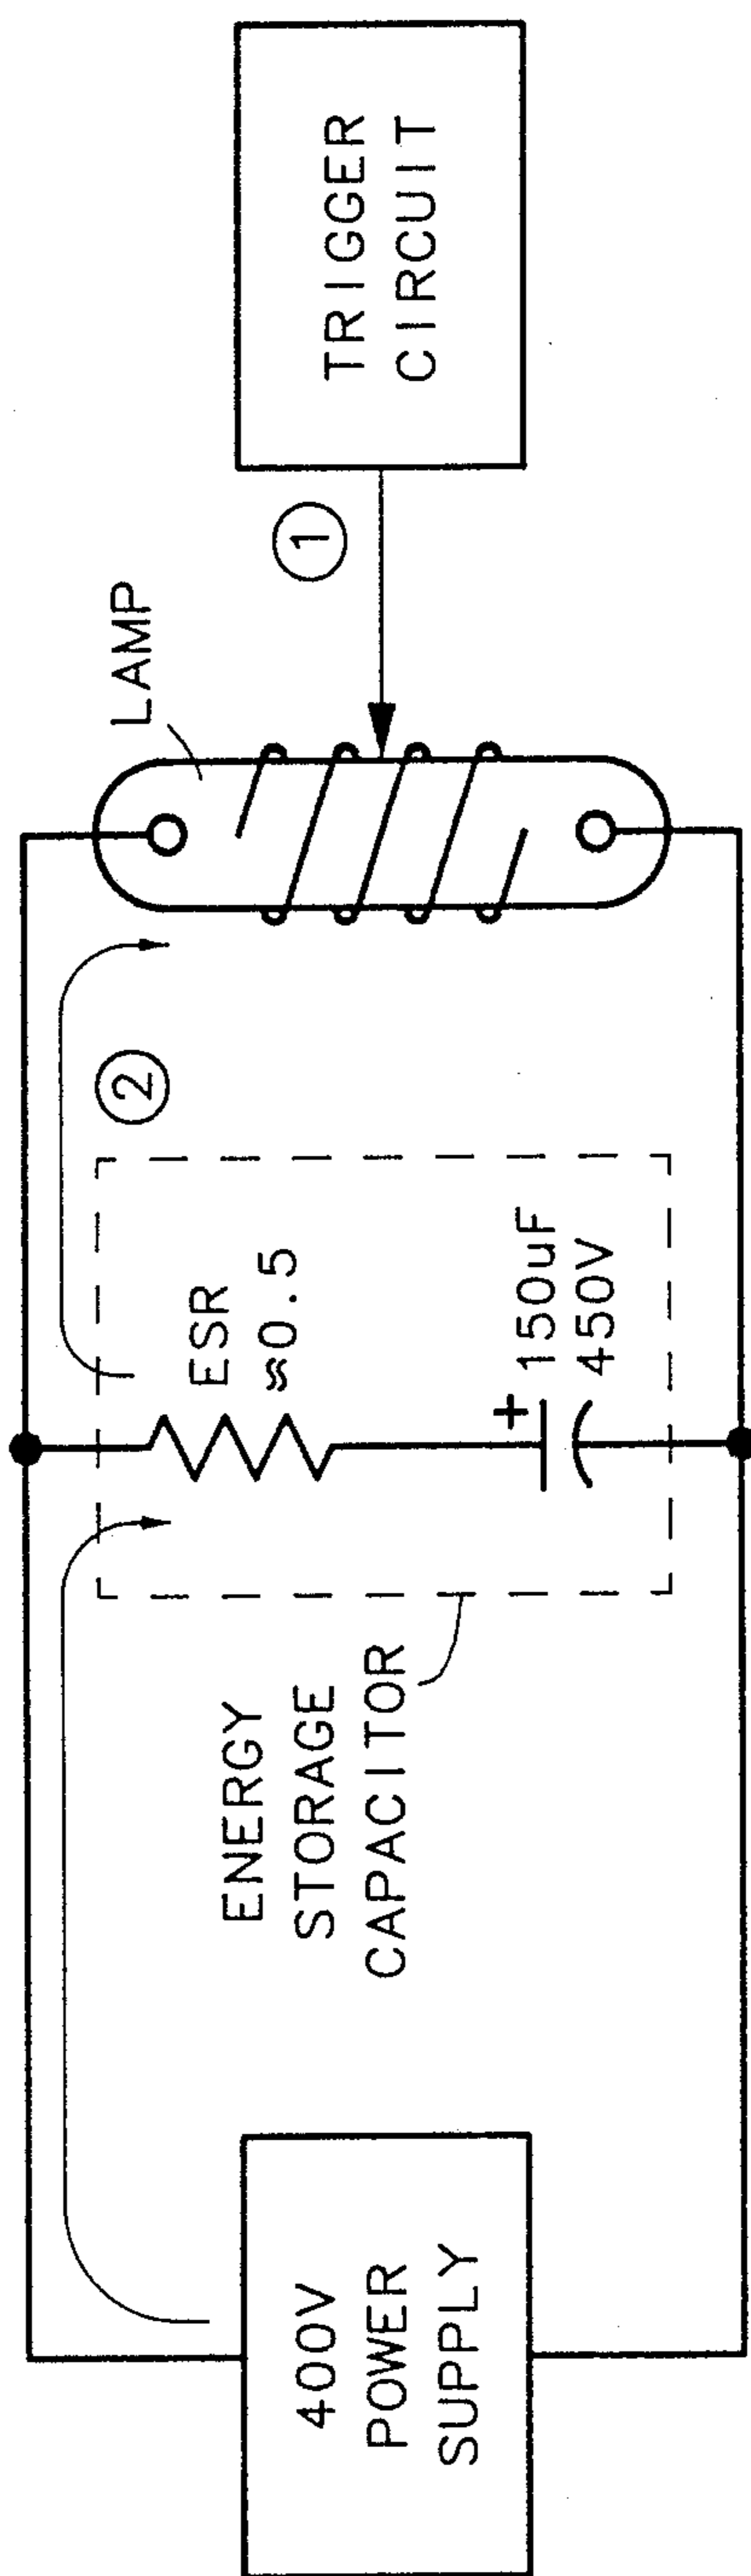 400V
POWER
SUPPLY
ENERGY
STORAGE
CAPACITOR
ESR
≈0.5
+
150uF
450V
2
LAMP
1
TRIGGER
CIRCUIT